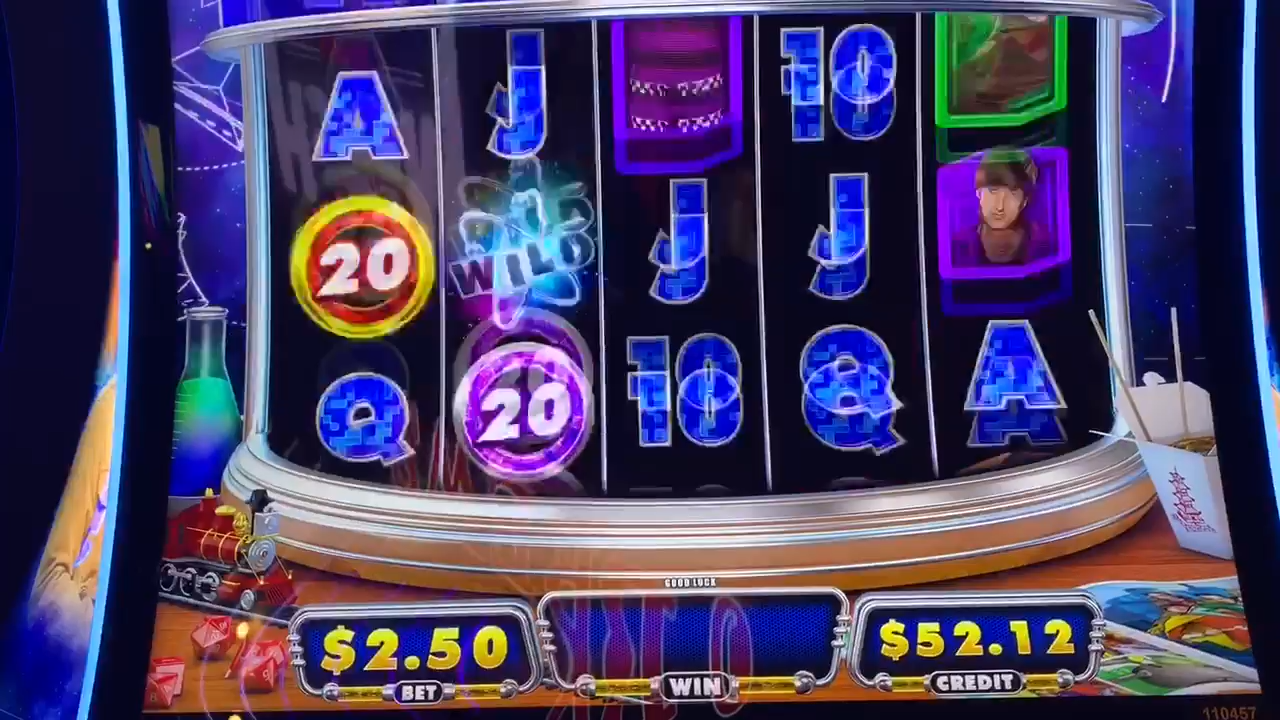 A J 10
20 WILD J J
Q 20 10 Q A
GOOD LUCK
$2.50 $52.12
BET WIN CREDIT
110457